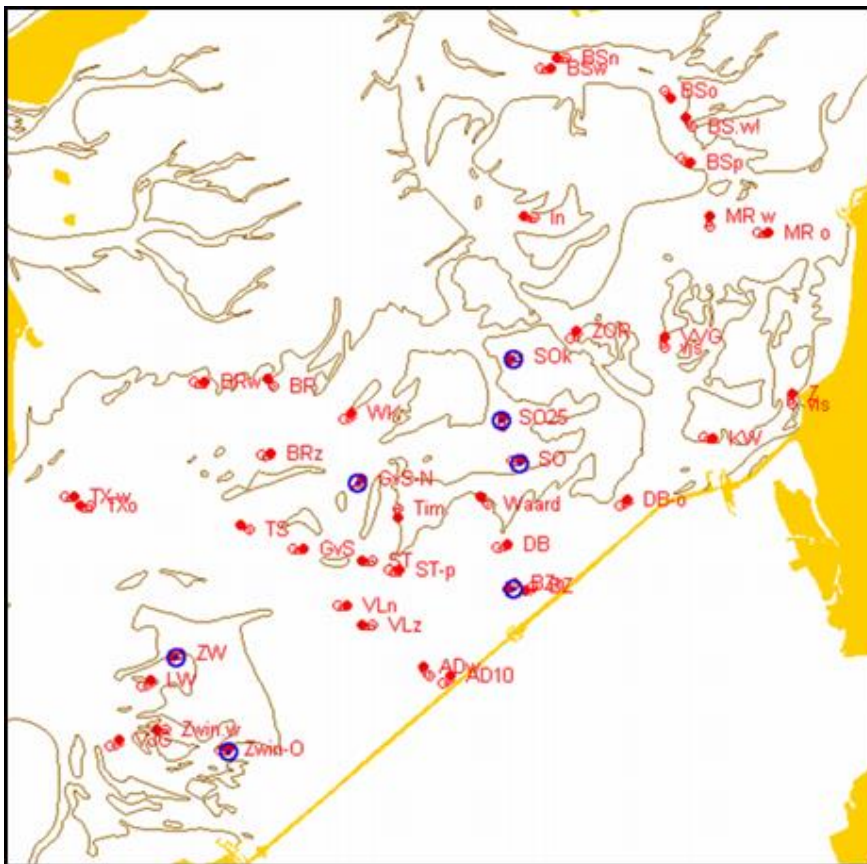 BSn
BSw
BSo
BS.wl
BSp
In
MR w
MR o
ZOR
SOk
vis
BRw
BR
Z
vis
WK
SO25
KW
BRz
SO
GvS-N
TX-w
TXo
Tim
Waard
DB-o
TS
DB
GvS
ST
ST-p
BZ
VLn
VLz
ZW
ADw
AD10
LW
Zwin.w
Zwin-O